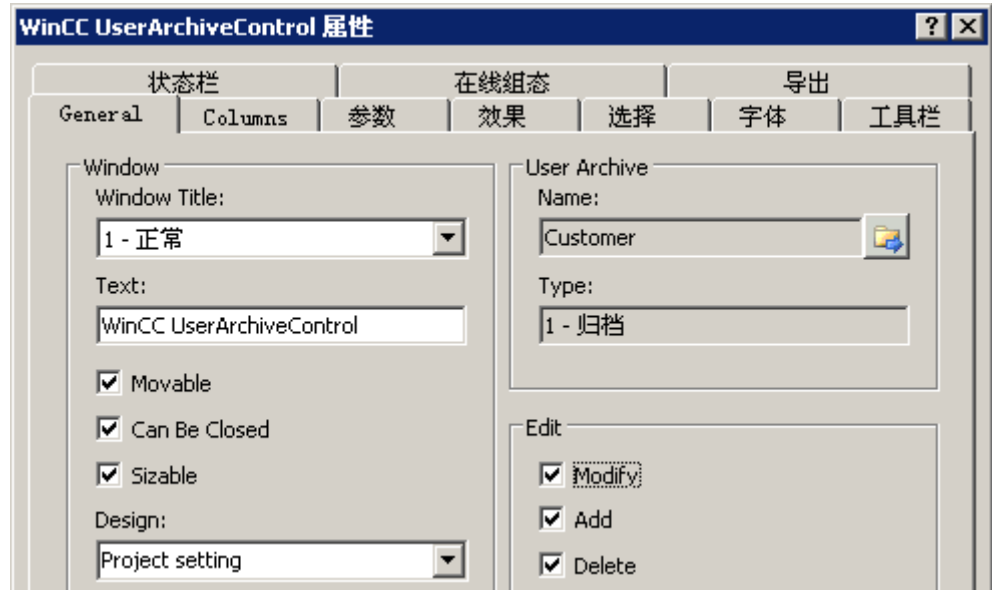 WinCC UserArchiveControl 属性
状态栏 在线组态 导出
General Columns 参数 效果 选择 字体 工具栏
Window
Window Title:
1 - 正常
Text:
WinCC UserArchiveControl
Movable
Can Be Closed
Sizable
Design:
Project setting
User Archive
Name:
Customer
Type:
1 - 归档
Edit
Modify
Add
Delete